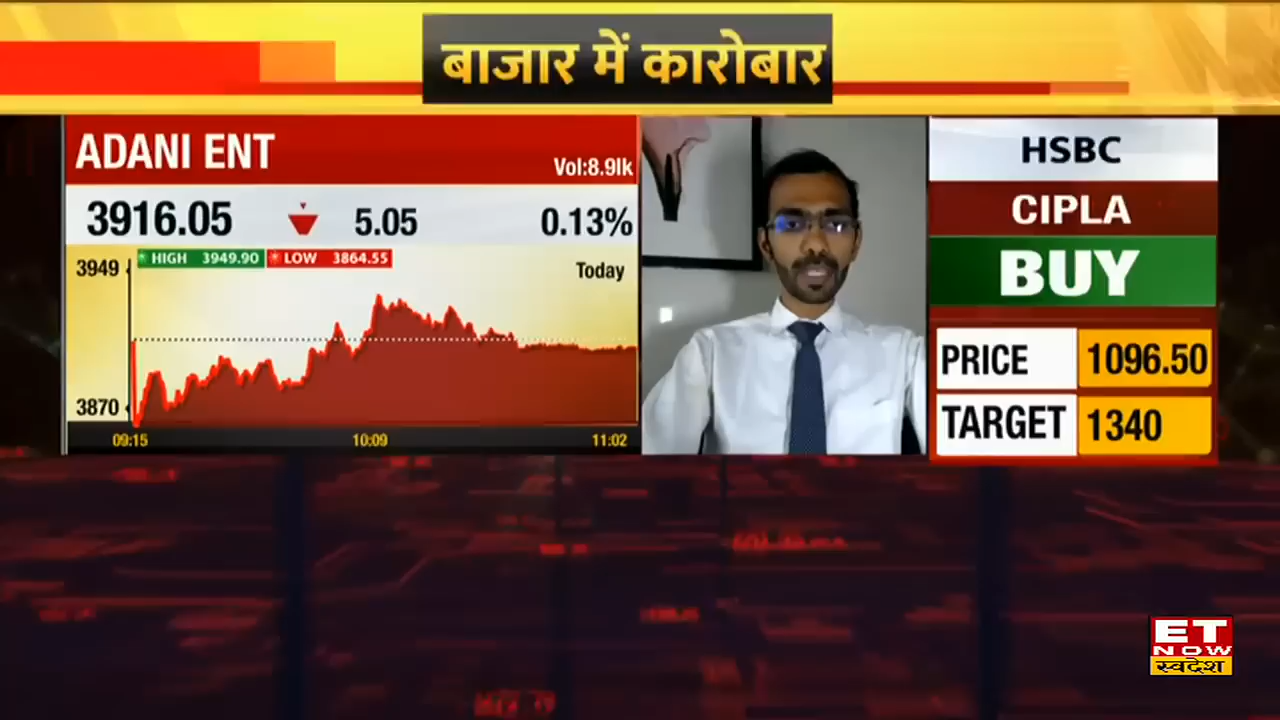 बाजार में कारोबार
ADANI ENT
Vol:8.9lk
3916.05 5.05 0.13%
HIGH 3949.90 LOW 3864.55
Today
3949
3870
09:15 10:09 11:02
HSBC
CIPLA
BUY
PRICE 1096.50
TARGET 1340
ET
NOW
स्वदेश